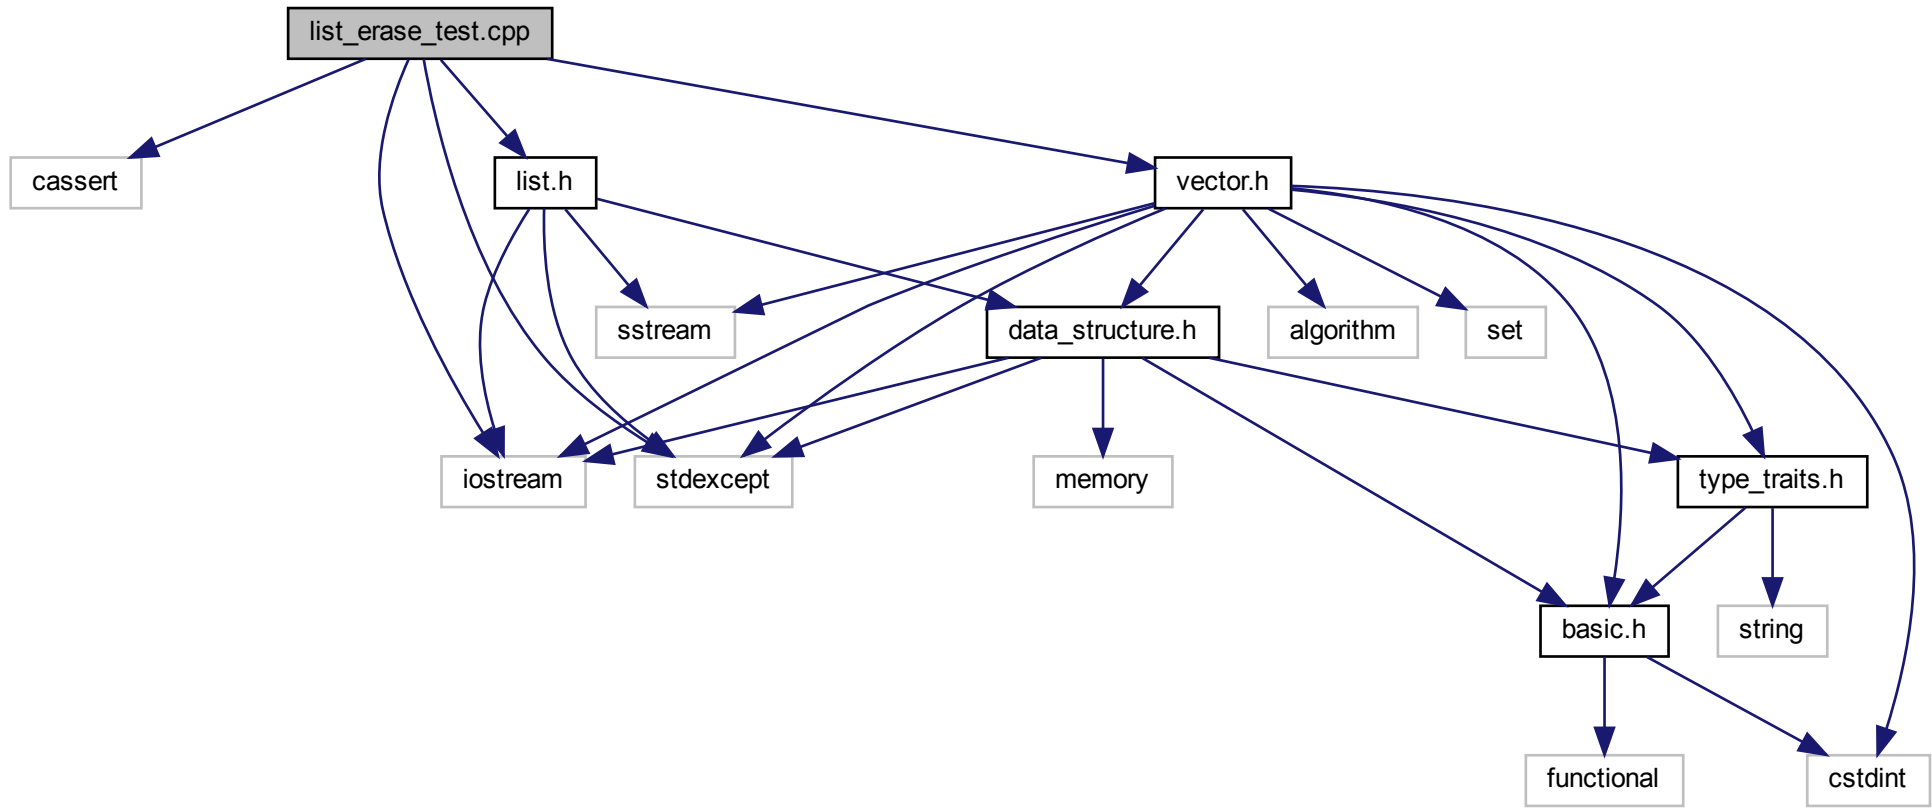 list_erase_test.cpp
cassert
list.h
vector.h
sstream
data_structure.h
algorithm
set
iostream
stdexcept
memory
type_traits.h
basic.h
string
functional
cstdint